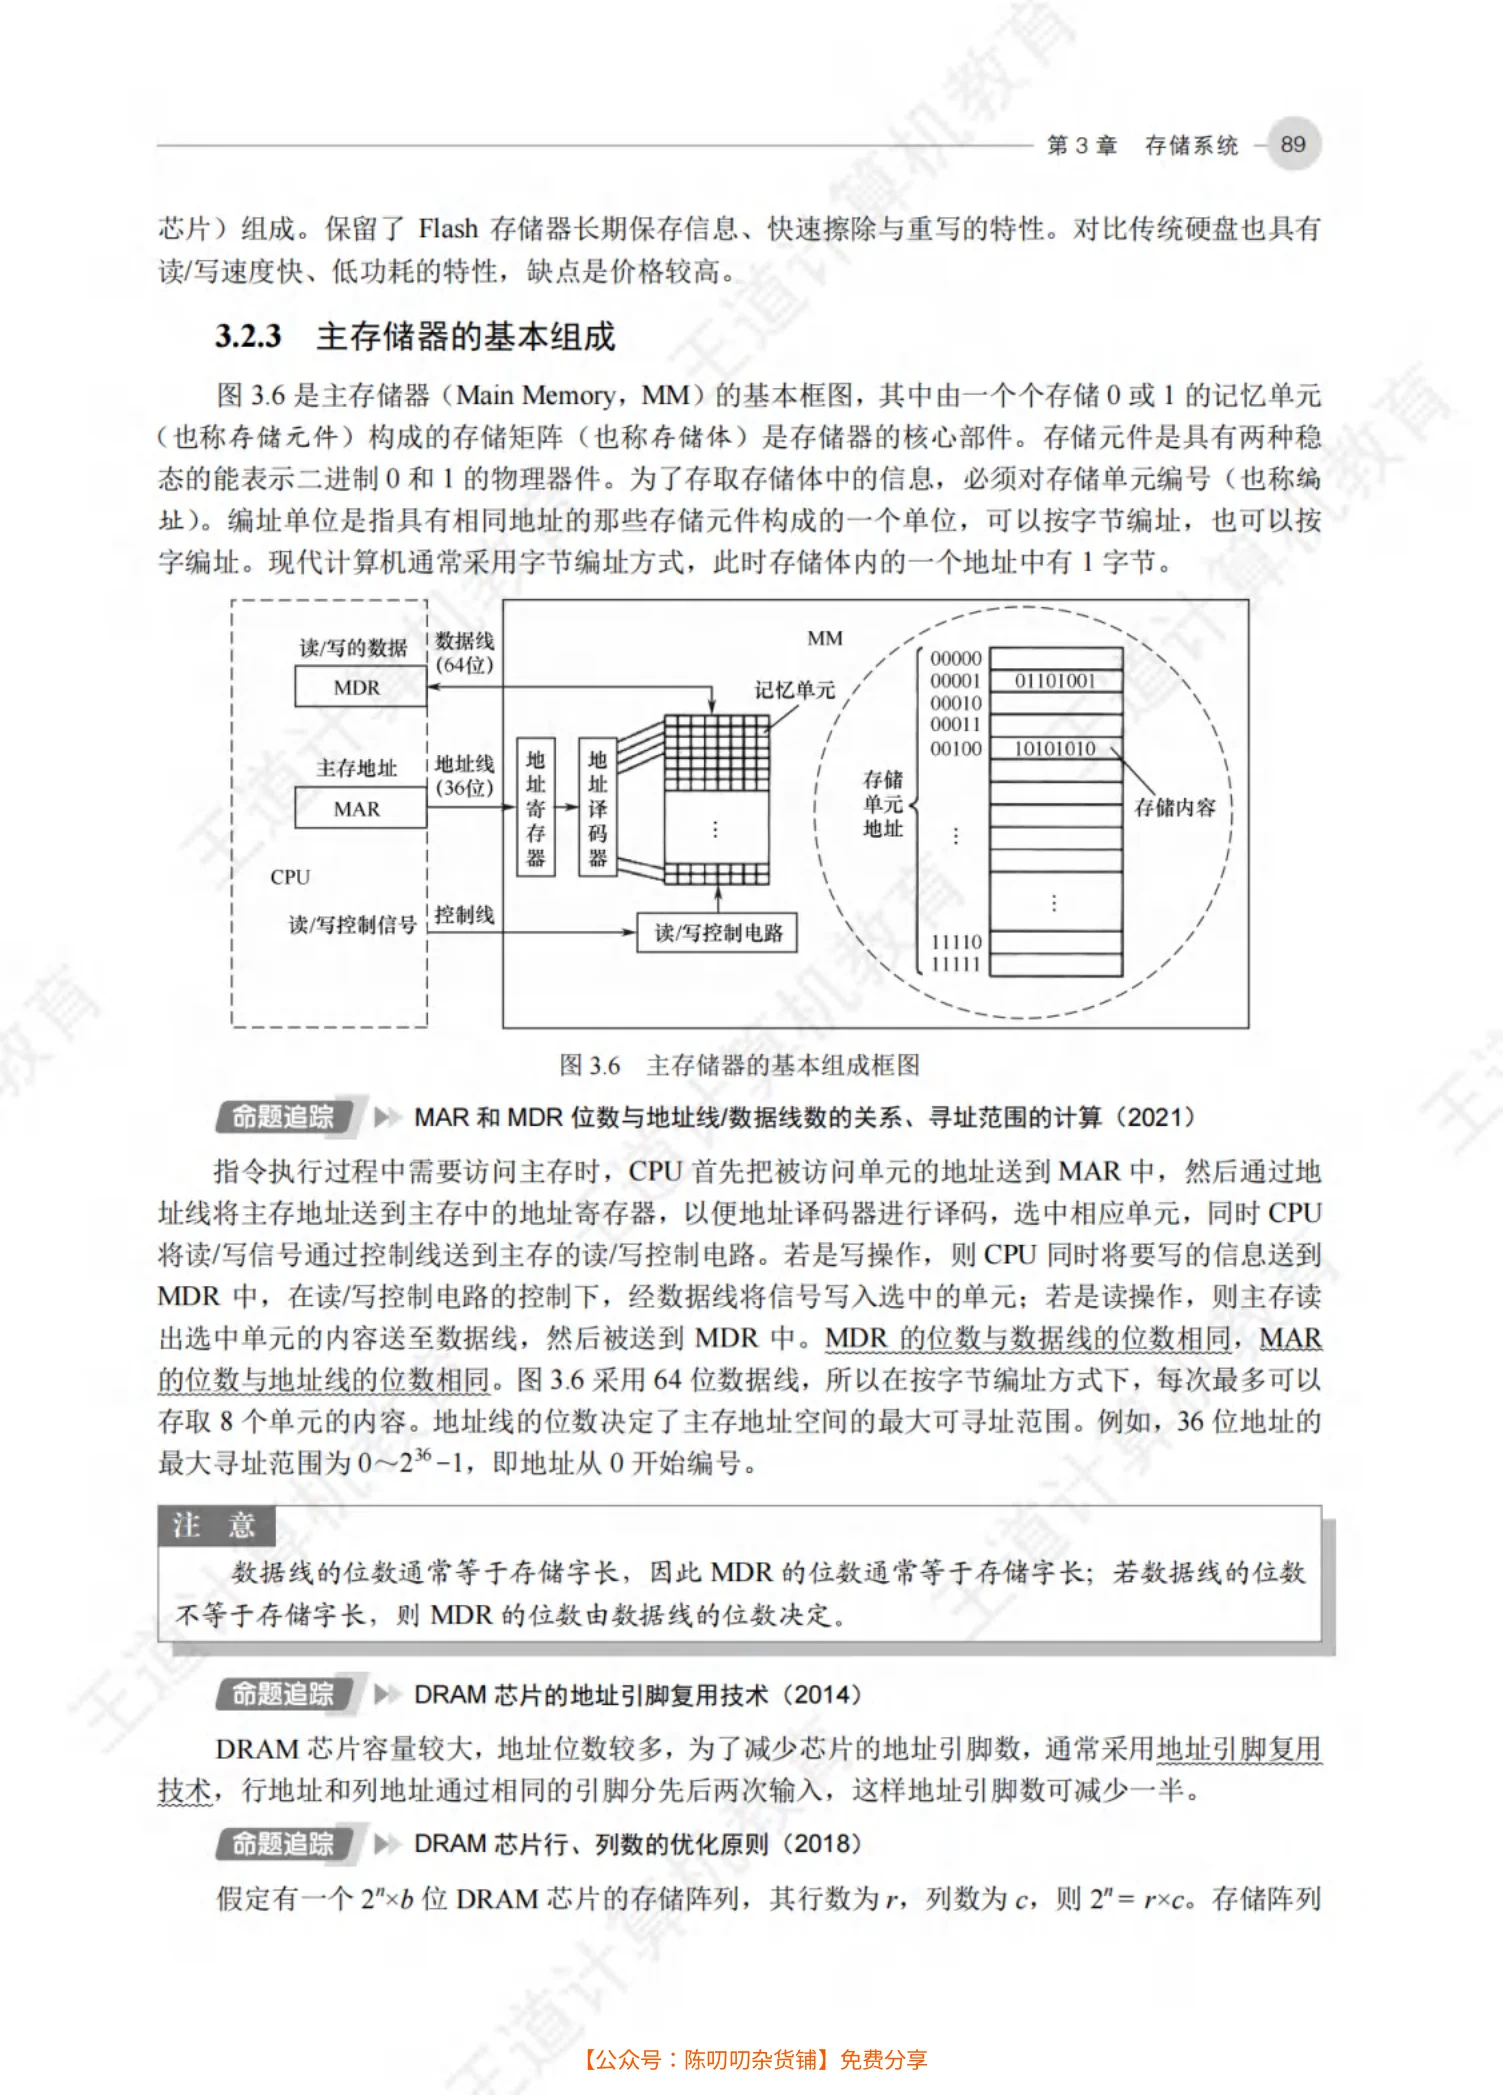 第 3 章 存储系统 89
芯片）组成。保留了 Flash 存储器长期保存信息、快速擦除与重写的特性。对比传统硬盘也具有
读/写速度快、低功耗的特性，缺点是价格较高。
3.2.3 主存储器的基本组成
图 3.6 是主存储器（Main Memory，MM）的基本框图，其中由一个个存储 0 或 1 的记忆单元
（也称存储元件）构成的存储矩阵（也称存储体）是存储器的核心部件。存储元件是具有两种稳
态的能表示二进制 0 和 1 的物理器件。为了存取存储体中的信息，必须对存储单元编号（也称编
址）。编址单位是指具有相同地址的那些存储元件构成的一个单位，可以按字节编址，也可以按
字编址。现代计算机通常采用字节编址方式，此时存储体内的一个地址中有 1 字节。
读/写的数据
MDR
数据线
(64位)
主存地址
MAR
地址线
(36位)
CPU
读/写控制信号
控制线
地址寄存器
地址译码器
MM
记忆单元
⋮
读/写控制电路
存储
单元
地址
00000
00001 01101001
00010
00011
00100 10101010
⋮
⋮
11110
11111
存储内容
图 3.6 主存储器的基本组成框图
命题追踪 MAR 和 MDR 位数与地址线/数据线数的关系、寻址范围的计算（2021）
指令执行过程中需要访问主存时，CPU 首先把被访问单元的地址送到 MAR 中，然后通过地
址线将主存地址送到主存中的地址寄存器，以便地址译码器进行译码，选中相应单元，同时 CPU
将读/写信号通过控制线送到主存的读/写控制电路。若是写操作，则 CPU 同时将要写的信息送到
MDR 中，在读/写控制电路的控制下，经数据线将信号写入选中的单元；若是读操作，则主存读
出选中单元的内容送至数据线，然后被送到 MDR 中。MDR 的位数与数据线的位数相同，MAR
的位数与地址线的位数相同。图 3.6 采用 64 位数据线，所以在按字节编址方式下，每次最多可以
存取 8 个单元的内容。地址线的位数决定了主存地址空间的最大可寻址范围。例如，36 位地址的
最大寻址范围为 0～2³⁶−1，即地址从 0 开始编号。
注 意
数据线的位数通常等于存储字长，因此 MDR 的位数通常等于存储字长；若数据线的位数
不等于存储字长，则 MDR 的位数由数据线的位数决定。
命题追踪 DRAM 芯片的地址引脚复用技术（2014）
DRAM 芯片容量较大，地址位数较多，为了减少芯片的地址引脚数，通常采用地址引脚复用
技术，行地址和列地址通过相同的引脚分先后两次输入，这样地址引脚数可减少一半。
命题追踪 DRAM 芯片行、列数的优化原则（2018）
假定有一个 2ⁿ×b 位 DRAM 芯片的存储阵列，其行数为 r，列数为 c，则 2ⁿ = r×c。存储阵列
王道计算机教育
【公众号：陈叨叨杂货铺】免费分享